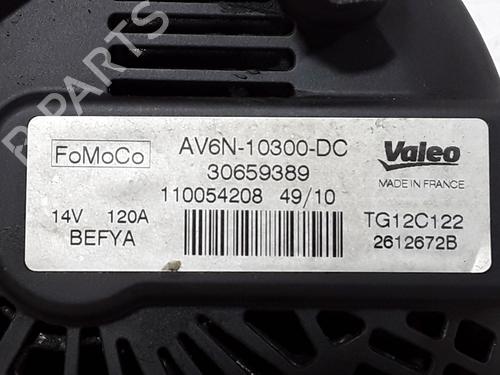 R PARTS
FoMoCo
AV6N-10300-DC
30659389
110054208 49/10
14V 120A
BEFYA
Valeo
MADE IN FRANCE
TG12C122
2612672B